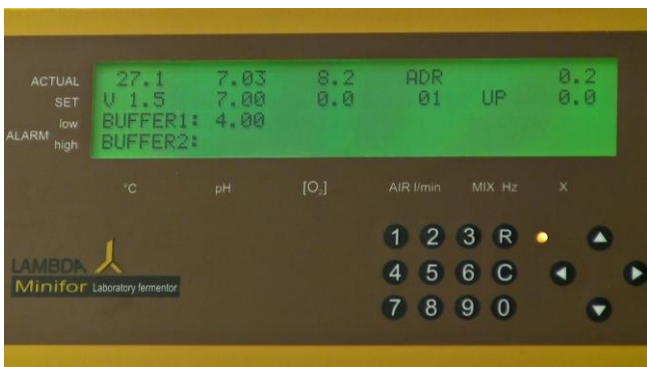 ACTUAL 27.1 7.03 8.2 ADR 0.2
SET V 1.5 7.00 0.0 01 UP 0.0
ALARM low BUFFER1: 4.00
high BUFFER2:
°C pH [O₂] AIR l/min MIX Hz X
1 2 3 R
LAMBDA
4 5 6 C
Minifor Laboratory fermentor
7 8 9 0